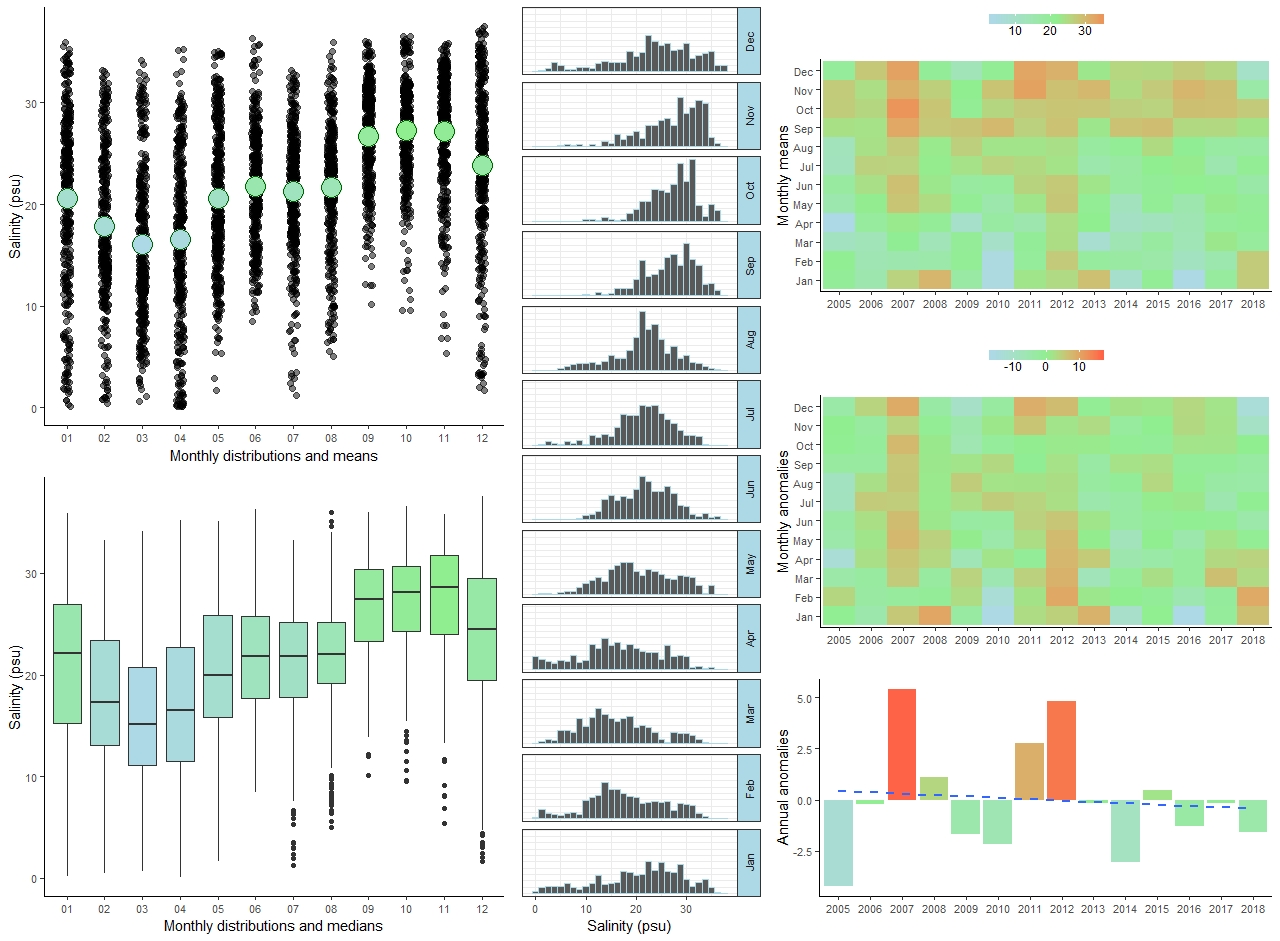 30
20
10
0
Salinity (psu)
01 02 03 04 05 06 07 08 09 10 11 12
Monthly distributions and means
30
20
10
0
Salinity (psu)
01 02 03 04 05 06 07 08 09 10 11 12
Monthly distributions and medians
Dec
Nov
Oct
Sep
Aug
Jul
Jun
May
Apr
Mar
Feb
Jan
0 10 20 30
Salinity (psu)
10 20 30
Monthly means
Dec
Nov
Oct
Sep
Aug
Jul
Jun
May
Apr
Mar
Feb
Jan
2005 2006 2007 2008 2009 2010 2011 2012 2013 2014 2015 2016 2017 2018
-10 0 10
Monthly anomalies
Dec
Nov
Oct
Sep
Aug
Jul
Jun
May
Apr
Mar
Feb
Jan
2005 2006 2007 2008 2009 2010 2011 2012 2013 2014 2015 2016 2017 2018
Annual anomalies
5.0
2.5
0.0
-2.5
2005 2006 2007 2008 2009 2010 2011 2012 2013 2014 2015 2016 2017 2018